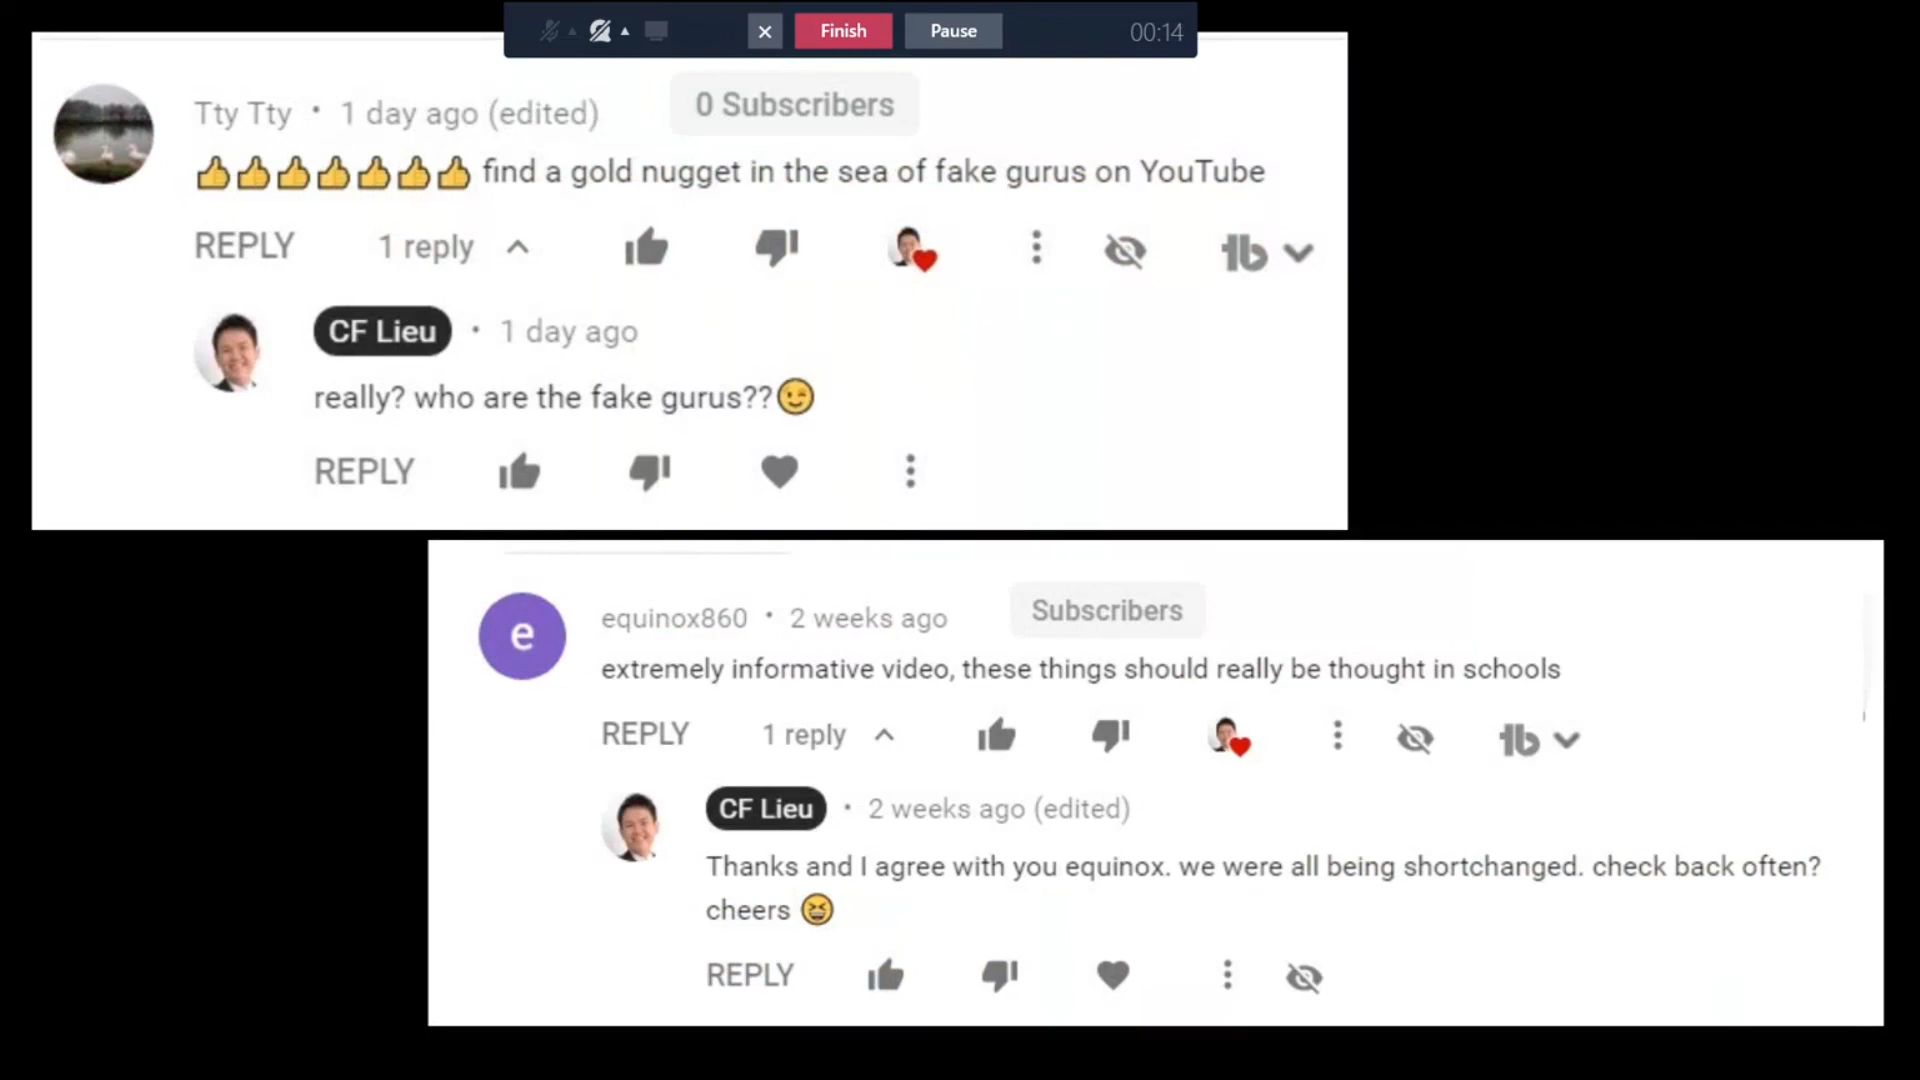 Finish Pause 00:14
Tty Tty • 1 day ago (edited) 0 Subscribers
👍👍👍👍👍👍👍 find a gold nugget in the sea of fake gurus on YouTube
REPLY 1 reply
CF Lieu • 1 day ago
really? who are the fake gurus??😉
REPLY
equinox860 • 2 weeks ago Subscribers
e
extremely informative video, these things should really be thought in schools
REPLY 1 reply
CF Lieu • 2 weeks ago (edited)
Thanks and I agree with you equinox. we were all being shortchanged. check back often?
cheers 😆
REPLY